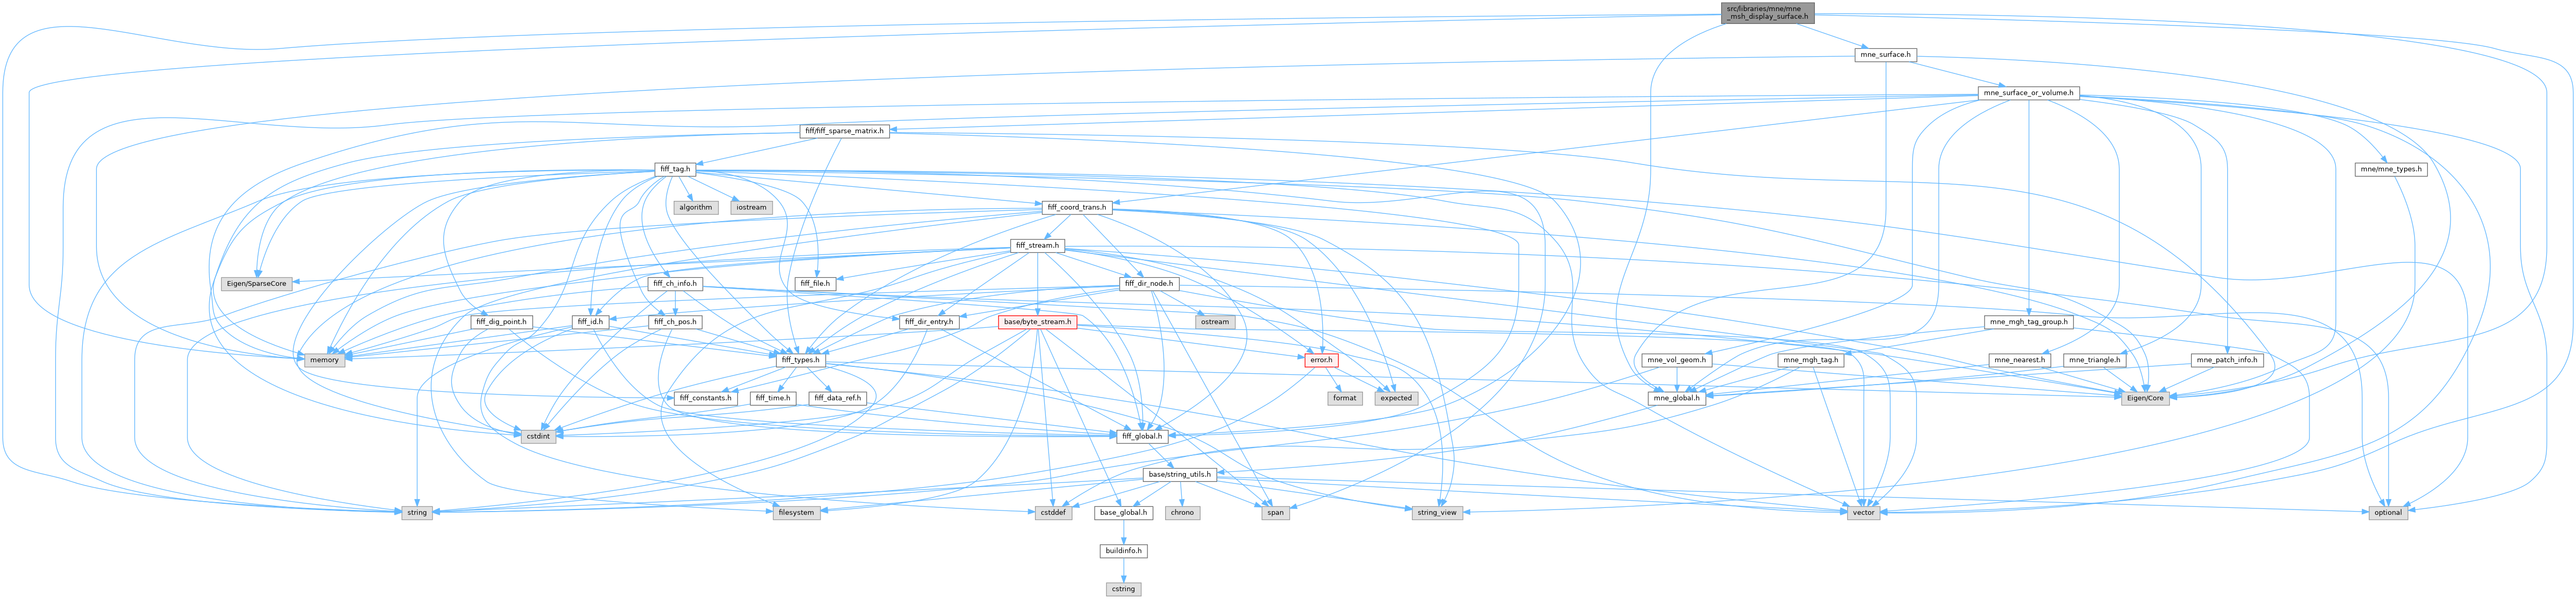 src/libraries/mne/mne
_msh_display_surface.h
mne_surface.h
mne_surface_or_volume.h
fiff/fiff_sparse_matrix.h
fiff_tag.h
mne/mne_types.h
algorithm
iostream
fiff_coord_trans.h
fiff_stream.h
Eigen/SparseCore
fiff_ch_info.h
fiff_file.h
fiff_dir_node.h
fiff_dig_point.h
fiff_id.h
fiff_ch_pos.h
fiff_dir_entry.h
base/byte_stream.h
ostream
mne_mgh_tag_group.h
memory
fiff_types.h
error.h
mne_vol_geom.h
mne_mgh_tag.h
mne_nearest.h
mne_triangle.h
mne_patch_info.h
fiff_constants.h
fiff_time.h
fiff_data_ref.h
format
expected
mne_global.h
Eigen/Core
cstdint
fiff_global.h
base/string_utils.h
string
filesystem
cstddef
base_global.h
chrono
span
string_view
vector
optional
buildinfo.h
cstring